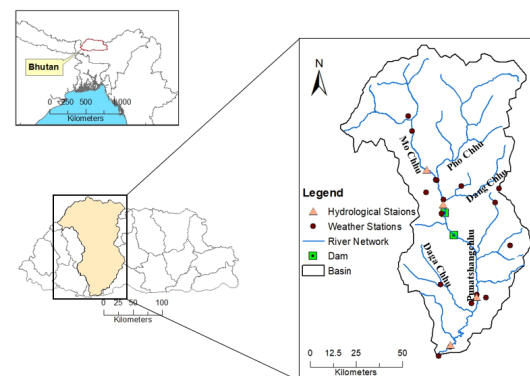 Bhutan
0 250 500 1,000
Kilometers
0 25 50 100
Kilometers
N
Mo Chhu
Pho Chhu
Dang Chhu
Daga Chhu
Punatshangchhu
Legend
Hydrological Staions
Weather Stations
River Network
Dam
Basin
0 12.5 25 50
Kilometers